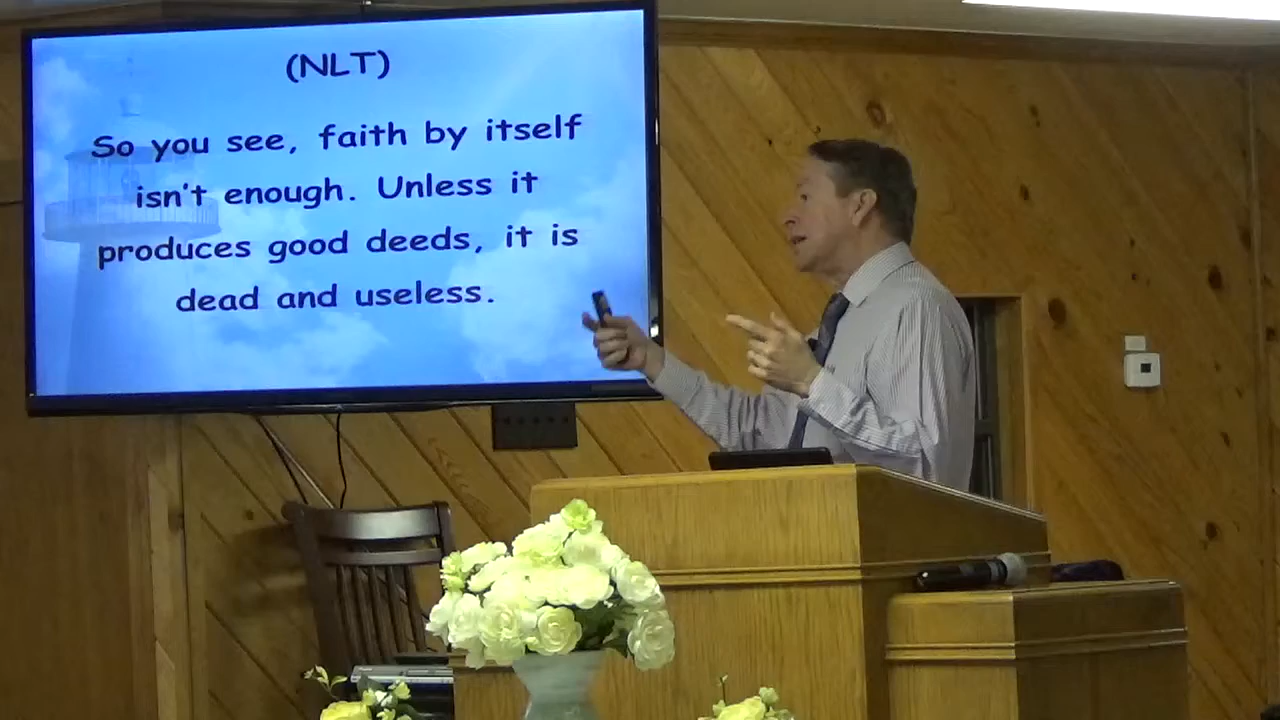 (NLT)
So you see, faith by itself
isn't enough. Unless it
produces good deeds, it is
dead and useless.